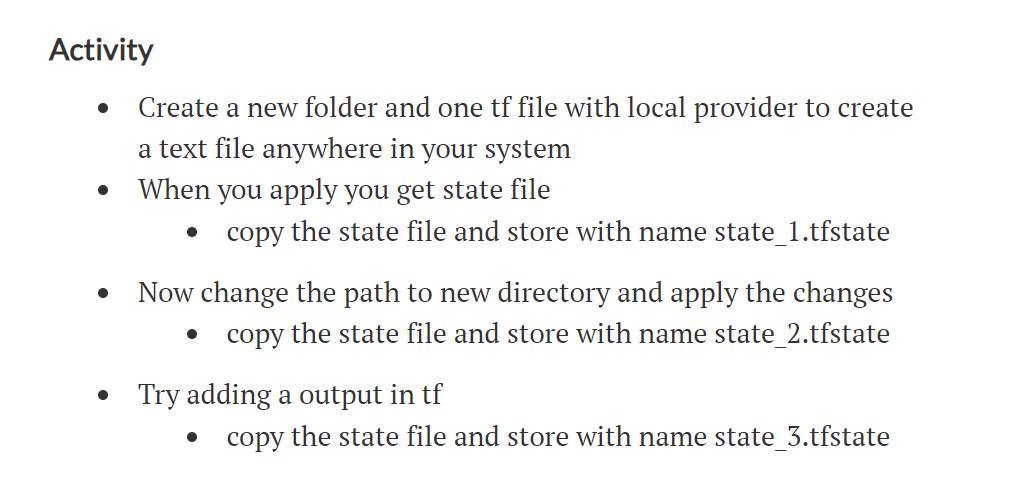 Activity
• Create a new folder and one tf file with local provider to create
a text file anywhere in your system
• When you apply you get state file
• copy the state file and store with name state_1.tfstate
• Now change the path to new directory and apply the changes
• copy the state file and store with name state_2.tfstate
• Try adding a output in tf
• copy the state file and store with name state_3.tfstate